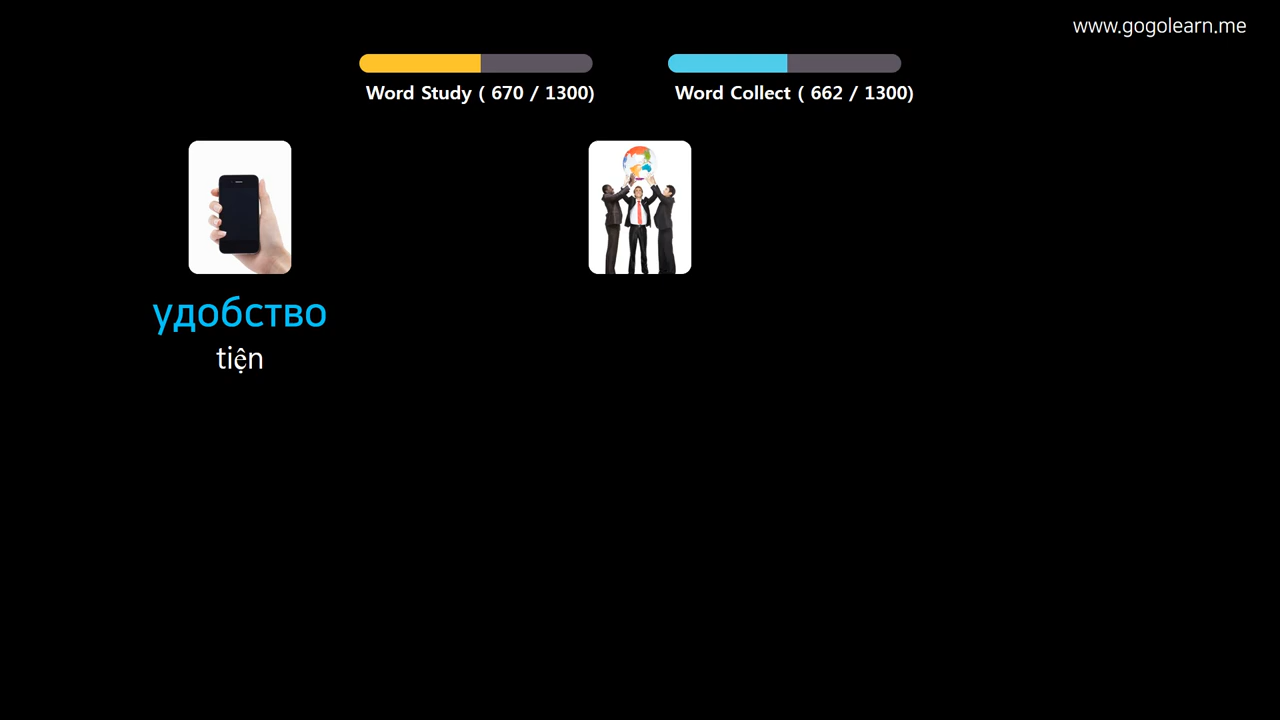 www.gogolearn.me
Word Study ( 670 / 1300)
Word Collect ( 662 / 1300)
удобство
tiện